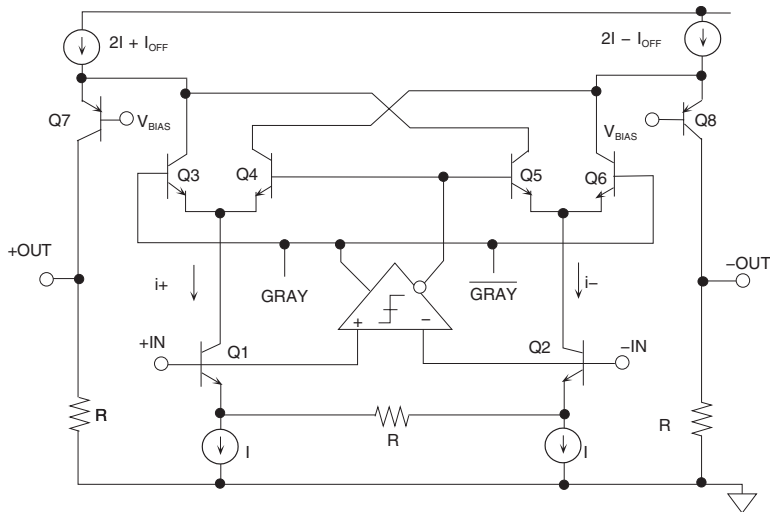 2I + I_OFF
2I – I_OFF
Q7
V_BIAS
V_BIAS
Q8
Q3
Q4
Q5
Q6
+OUT
–OUT
i+
GRAY
GRAY
i–
+ –
+IN
Q1
Q2
–IN
R
R
R
I
I